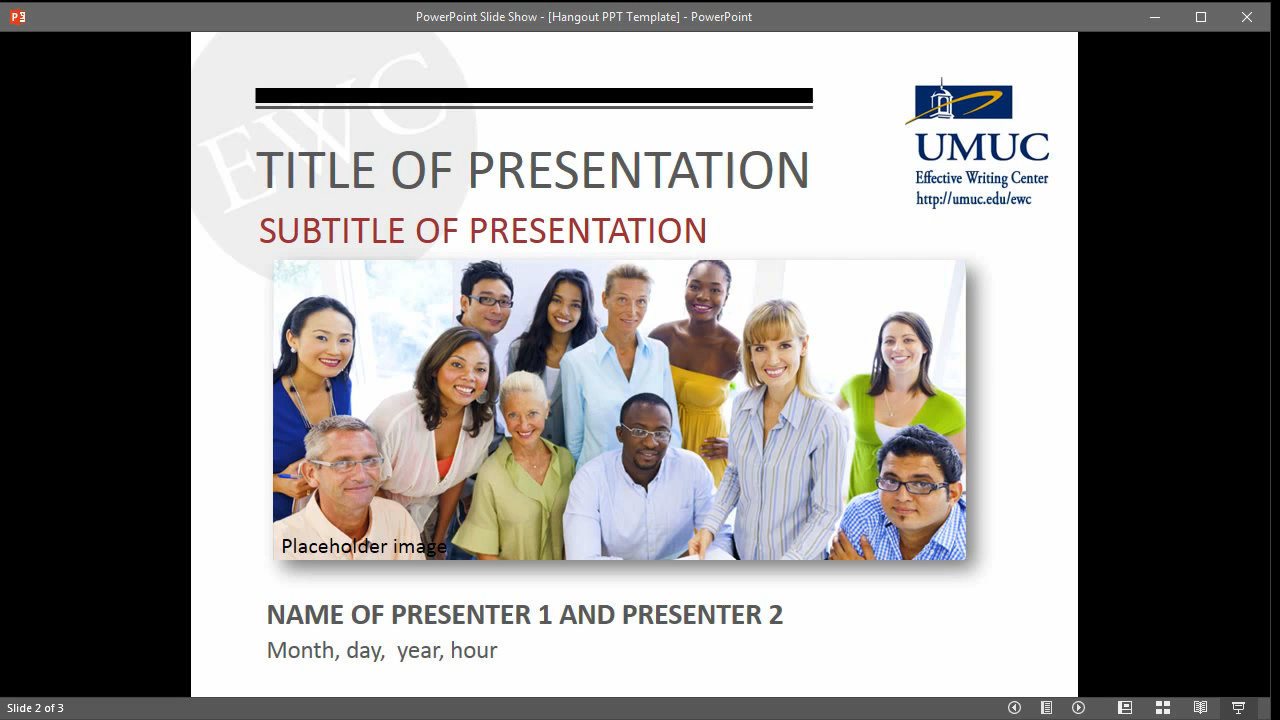 PowerPoint Slide Show - [Hangout PPT Template] - PowerPoint
EWC
TITLE OF PRESENTATION
SUBTITLE OF PRESENTATION
UMUC
Effective Writing Center
http://umuc.edu/ewc
Placeholder image
NAME OF PRESENTER 1 AND PRESENTER 2
Month, day,  year, hour
Slide 2 of 3